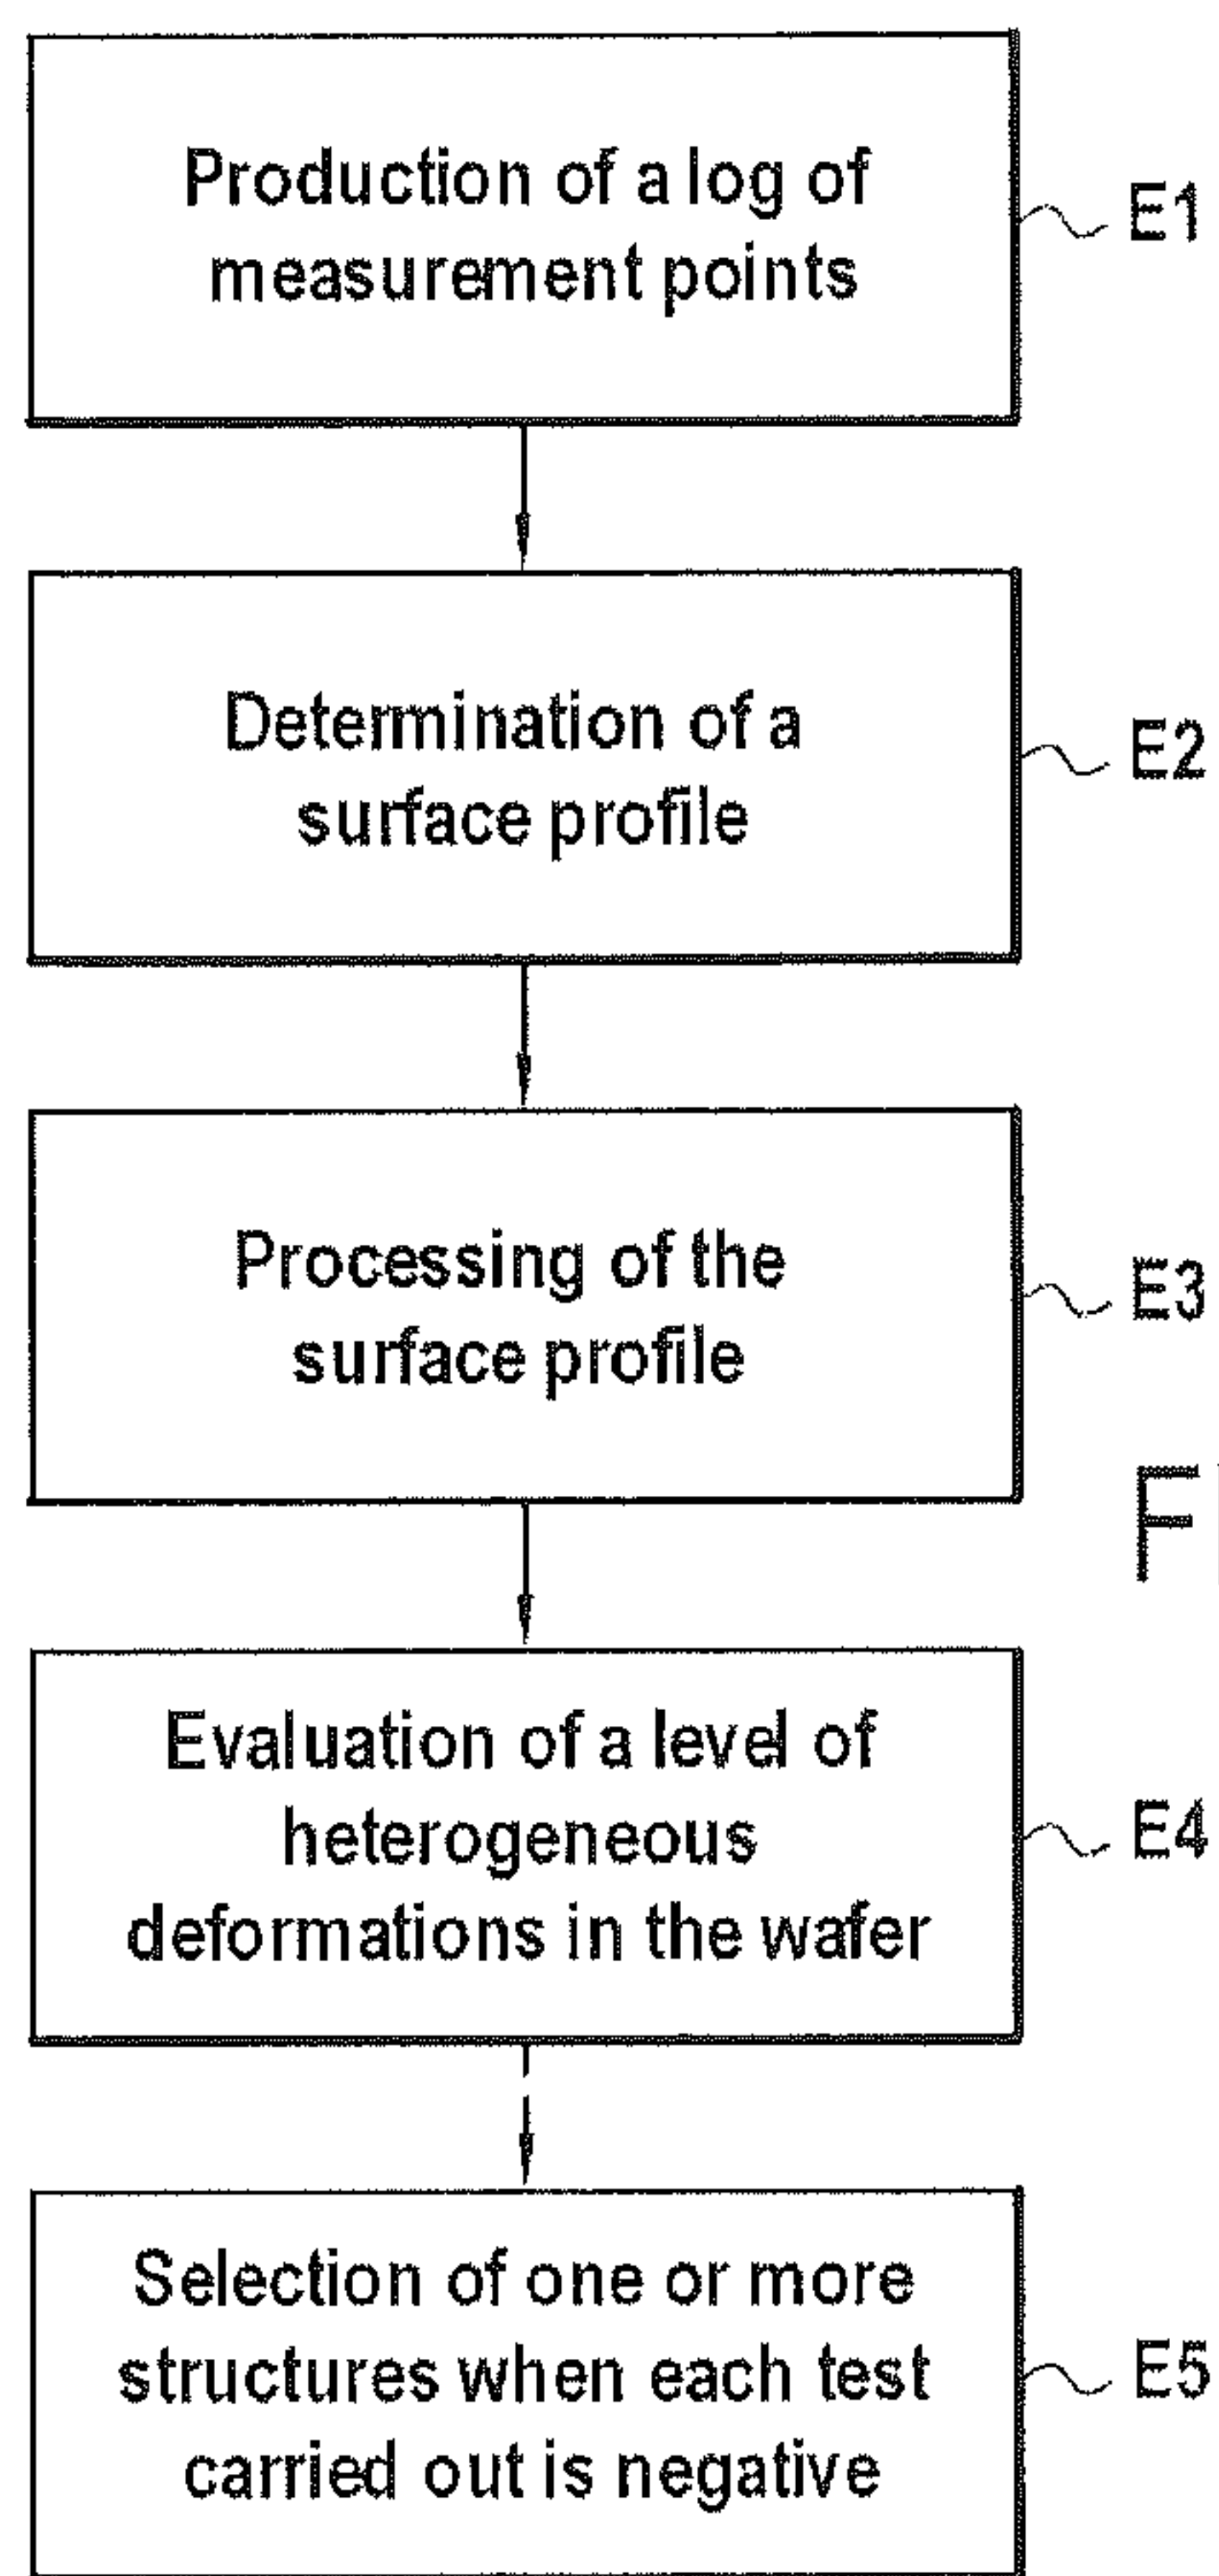 Production of a log of
measurement points
E1
Determination of a
surface profile
E2
Processing of the
surface profile
E3
Evaluation of a level of
heterogeneous
deformations in the wafer
E4
Selection of one or more
structures when each test
carried out is negative
E5